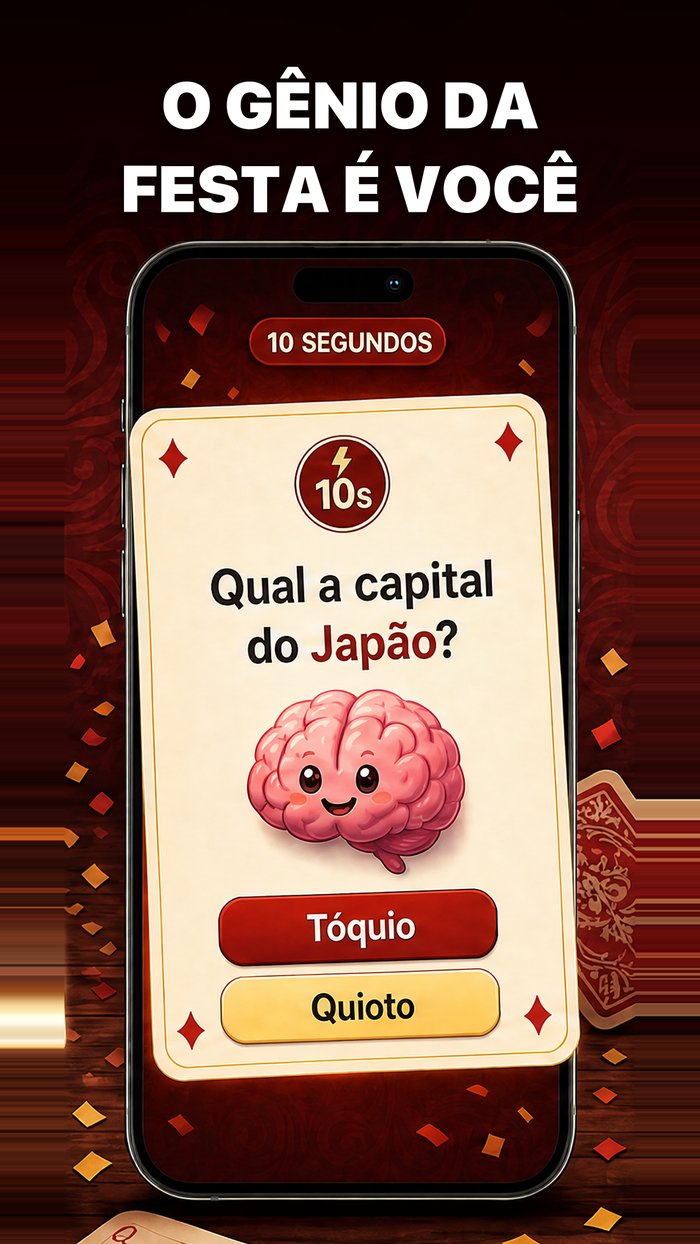 O GÊNIO DA
FESTA É VOCÊ
10 SEGUNDOS
10s
Qual a capital
do Japão?
Tóquio
Quioto
Q